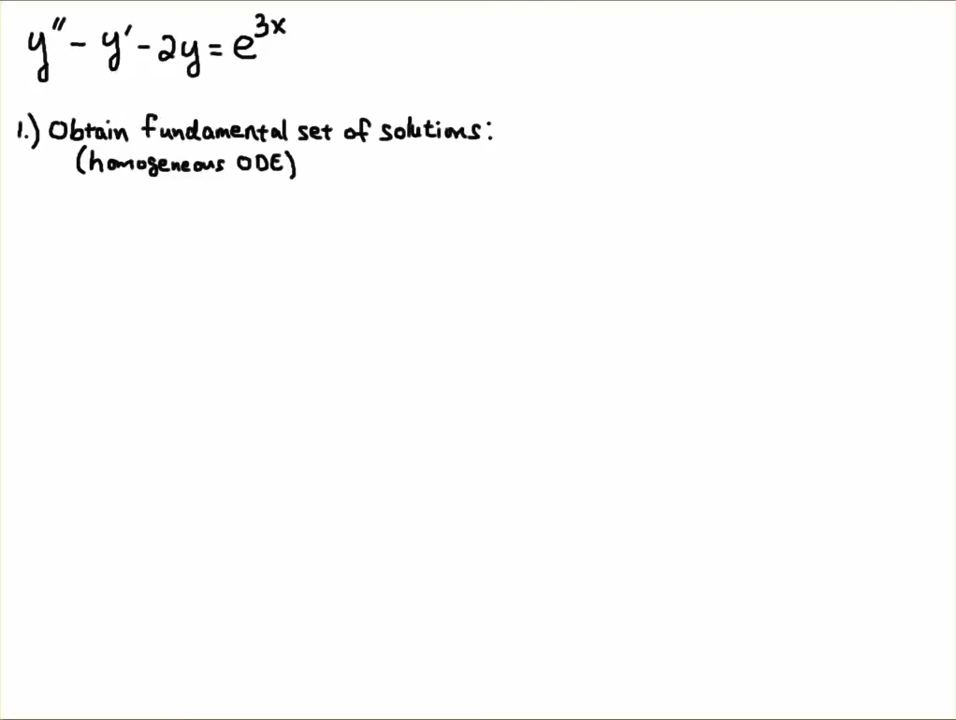 y'' - y' - 2y = e^{3x}
1.) Obtain fundamental set of solutions:
(homogeneous ODE)